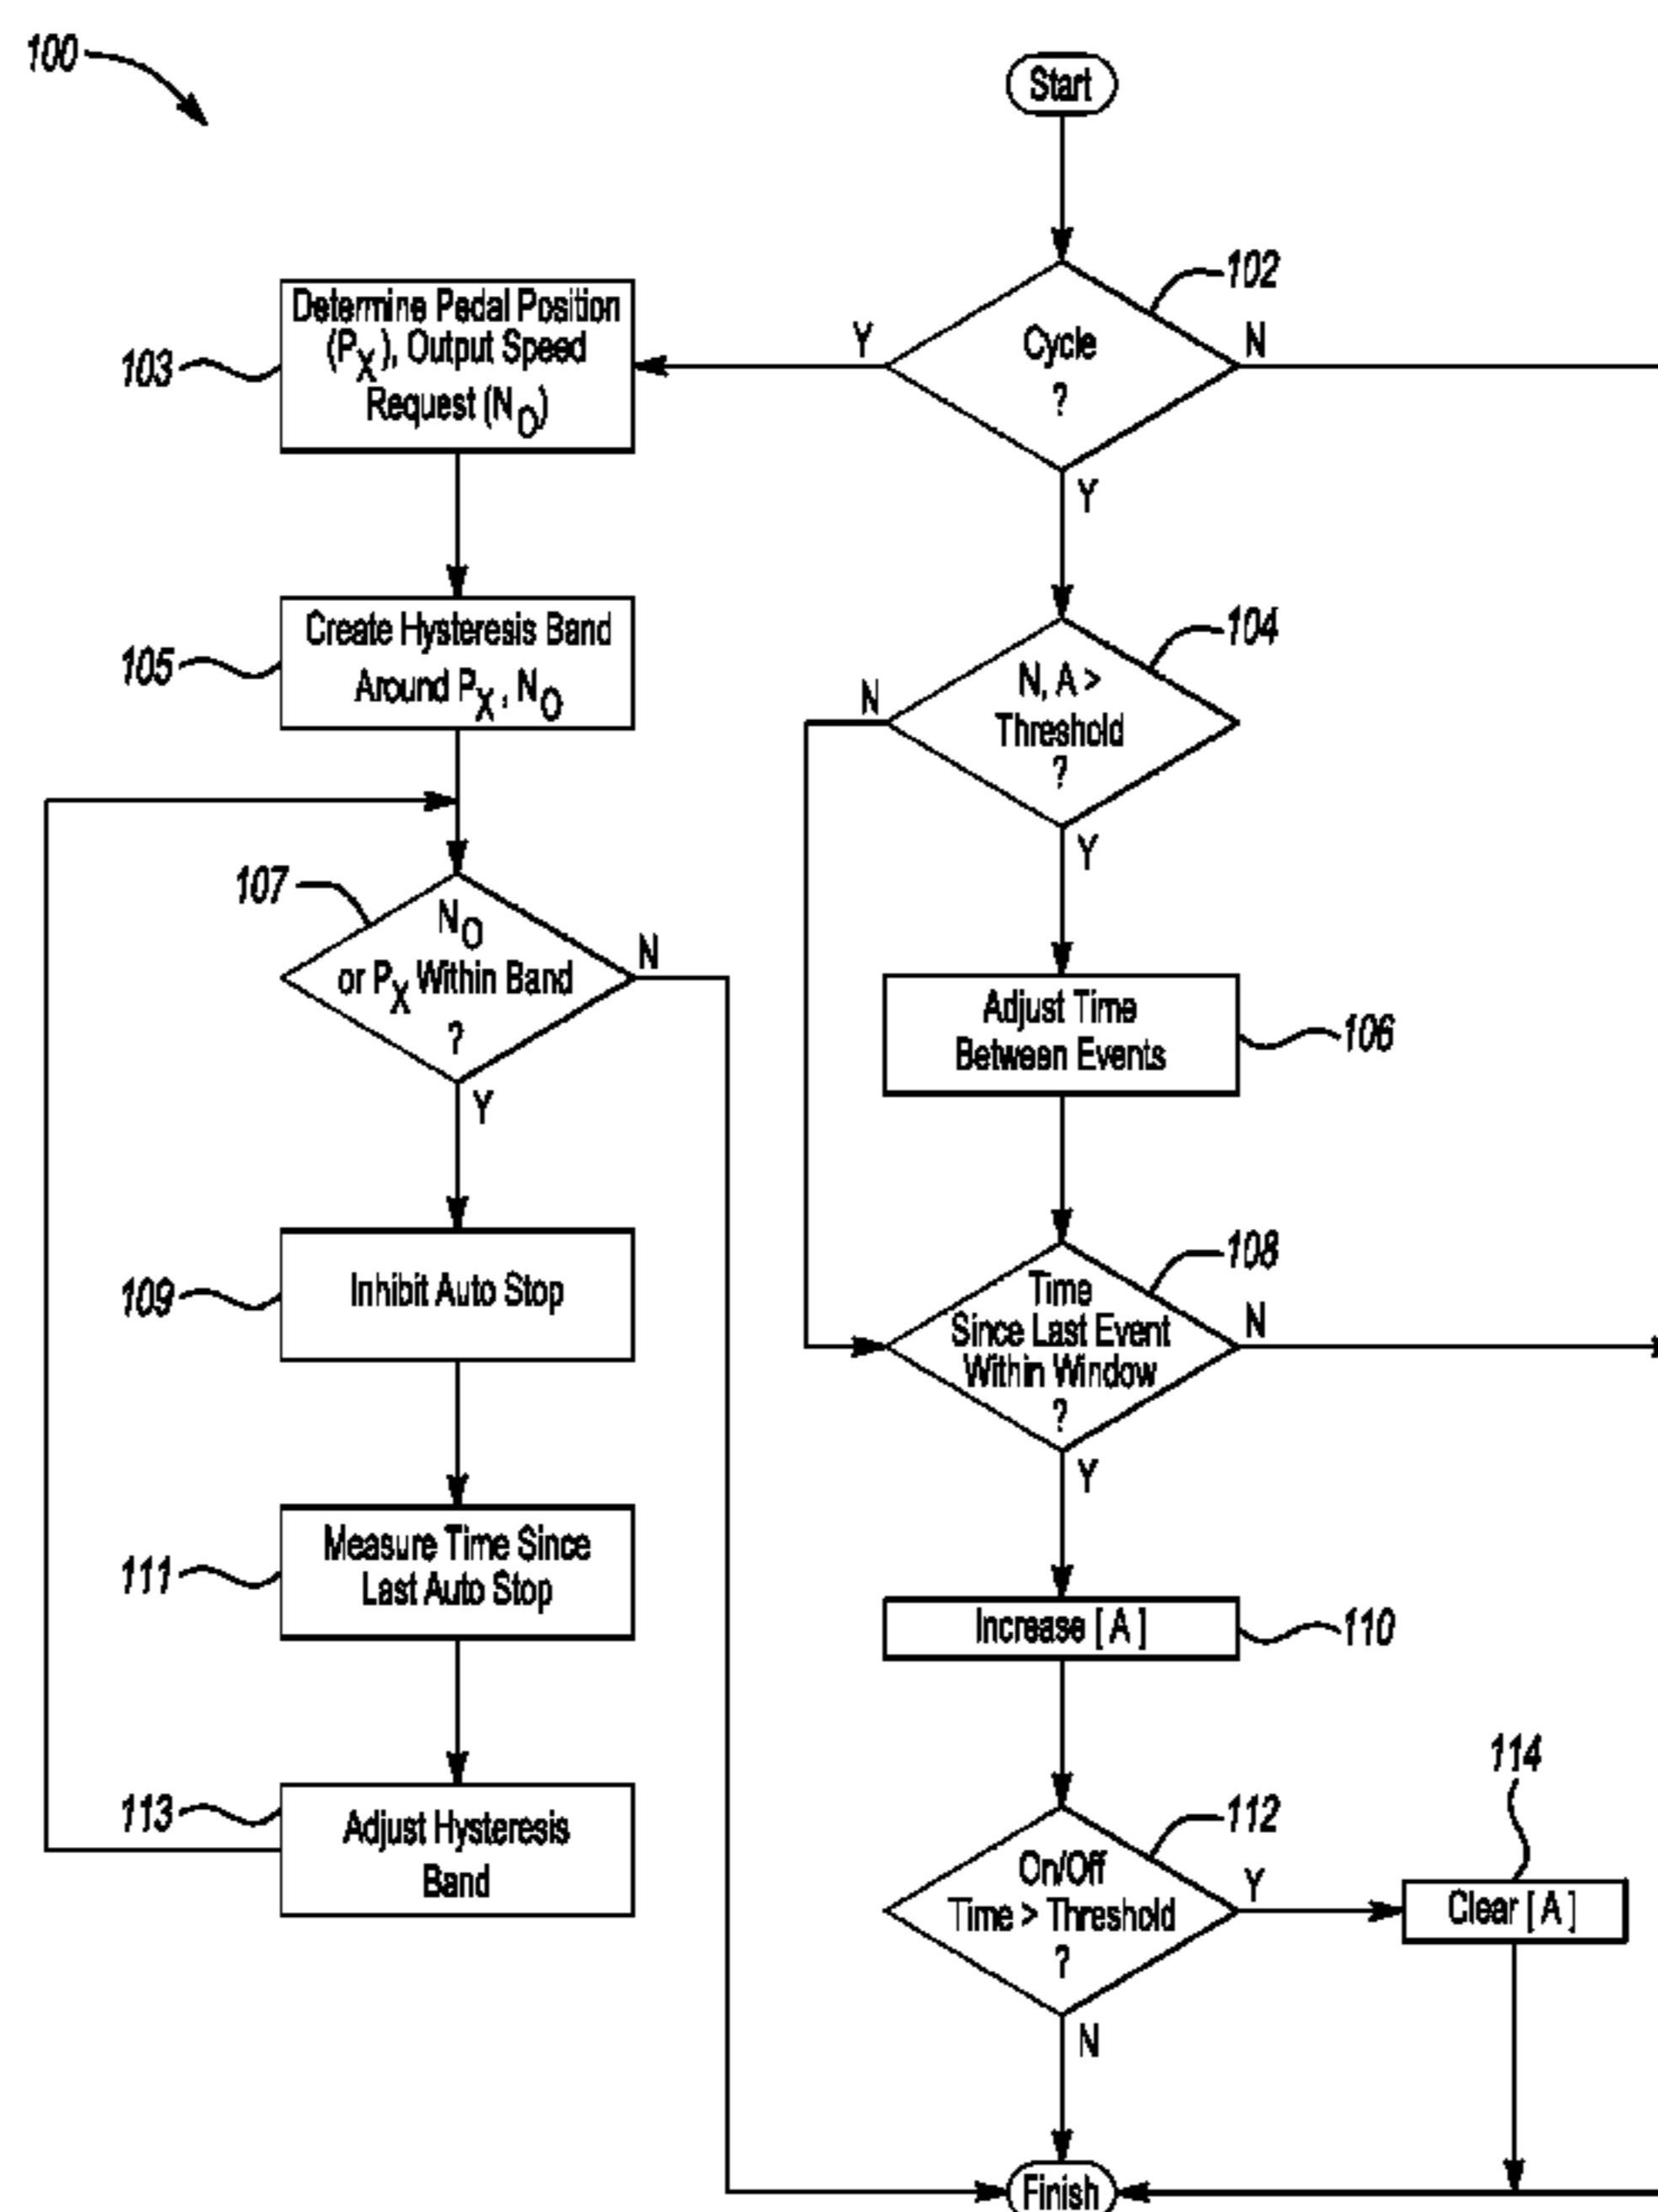 100
Start
102
Cycle
?
Y
N
Y
103
Determine Pedal Position
(PX), Output Speed
Request (NO)
104
N, A >
Threshold
?
N
Y
105
Create Hysteresis Band
Around PX, NO
107
NO
or PX Within Band
?
N
Y
Adjust Time
Between Events
106
108
Time
Since Last Event
Within Window
?
N
Y
109
Inhibit Auto Stop
111
Measure Time Since
Last Auto Stop
Increase [ A ]
110
113
Adjust Hysteresis
Band
112
On/Off
Time > Threshold
?
Y
N
114
Clear [ A ]
Finish